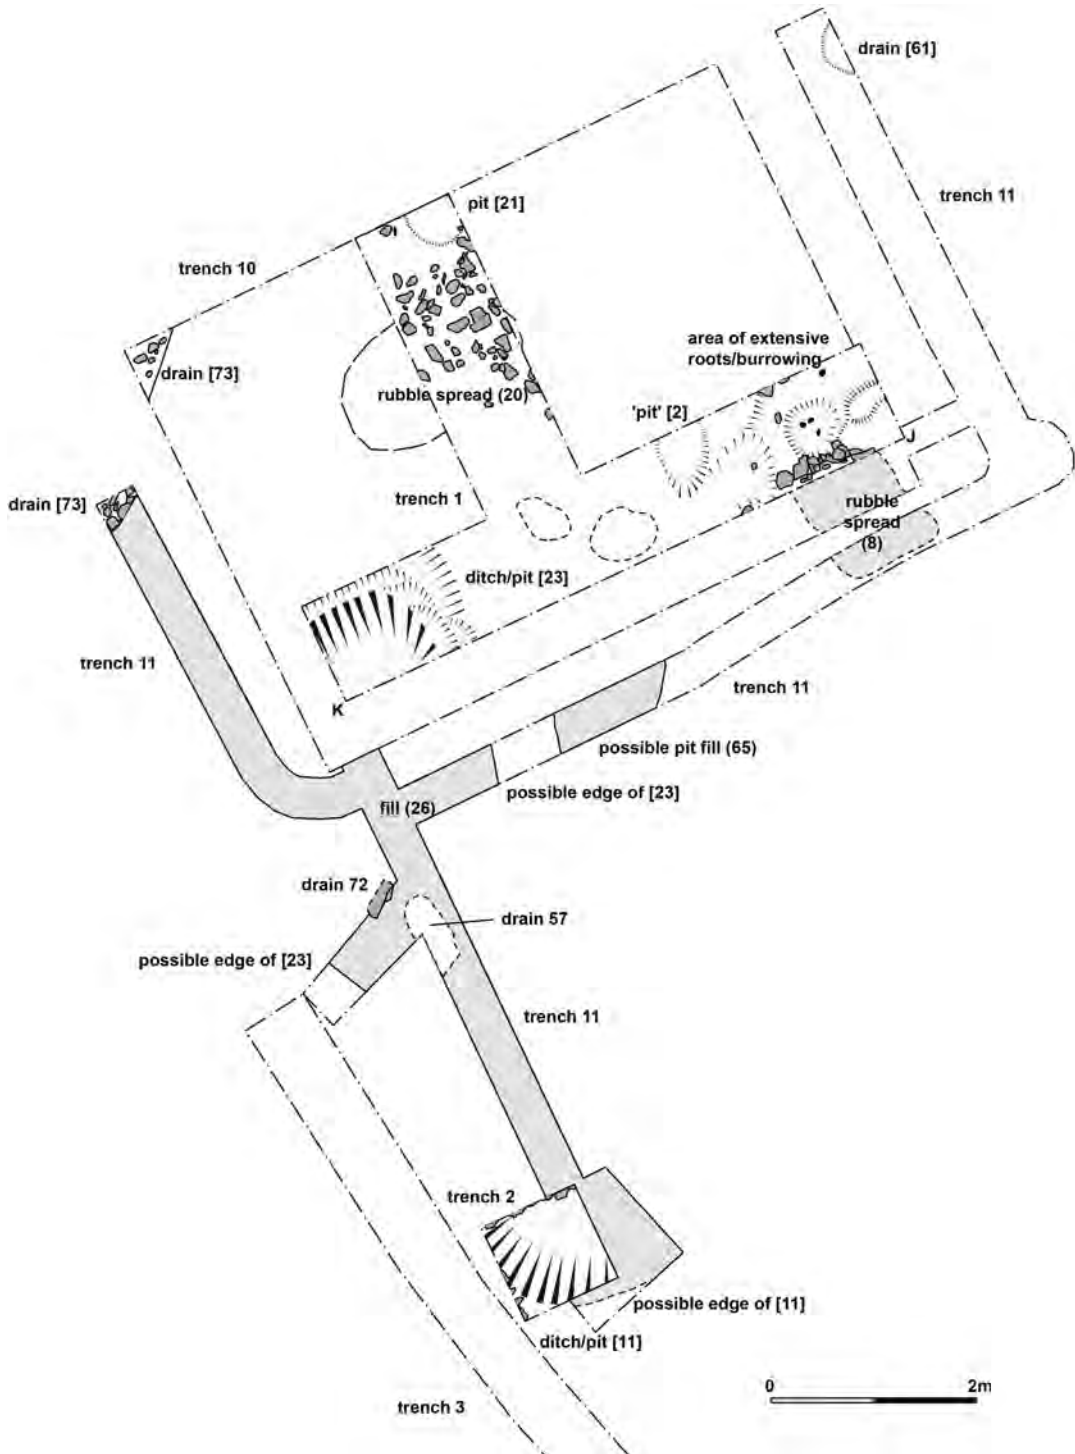 drain [61]
trench 11
pit [21]
trench 10
area of extensive
roots/burrowing
drain [73]
rubble spread (20)
'pit' [2]
J
trench 1
drain [73]
rubble
spread
(8)
ditch/pit [23]
trench 11
trench 11
K
possible pit fill (65)
possible edge of [23]
fill (26)
drain 72
drain 57
possible edge of [23]
trench 11
trench 2
possible edge of [11]
ditch/pit [11]
0 2m
trench 3